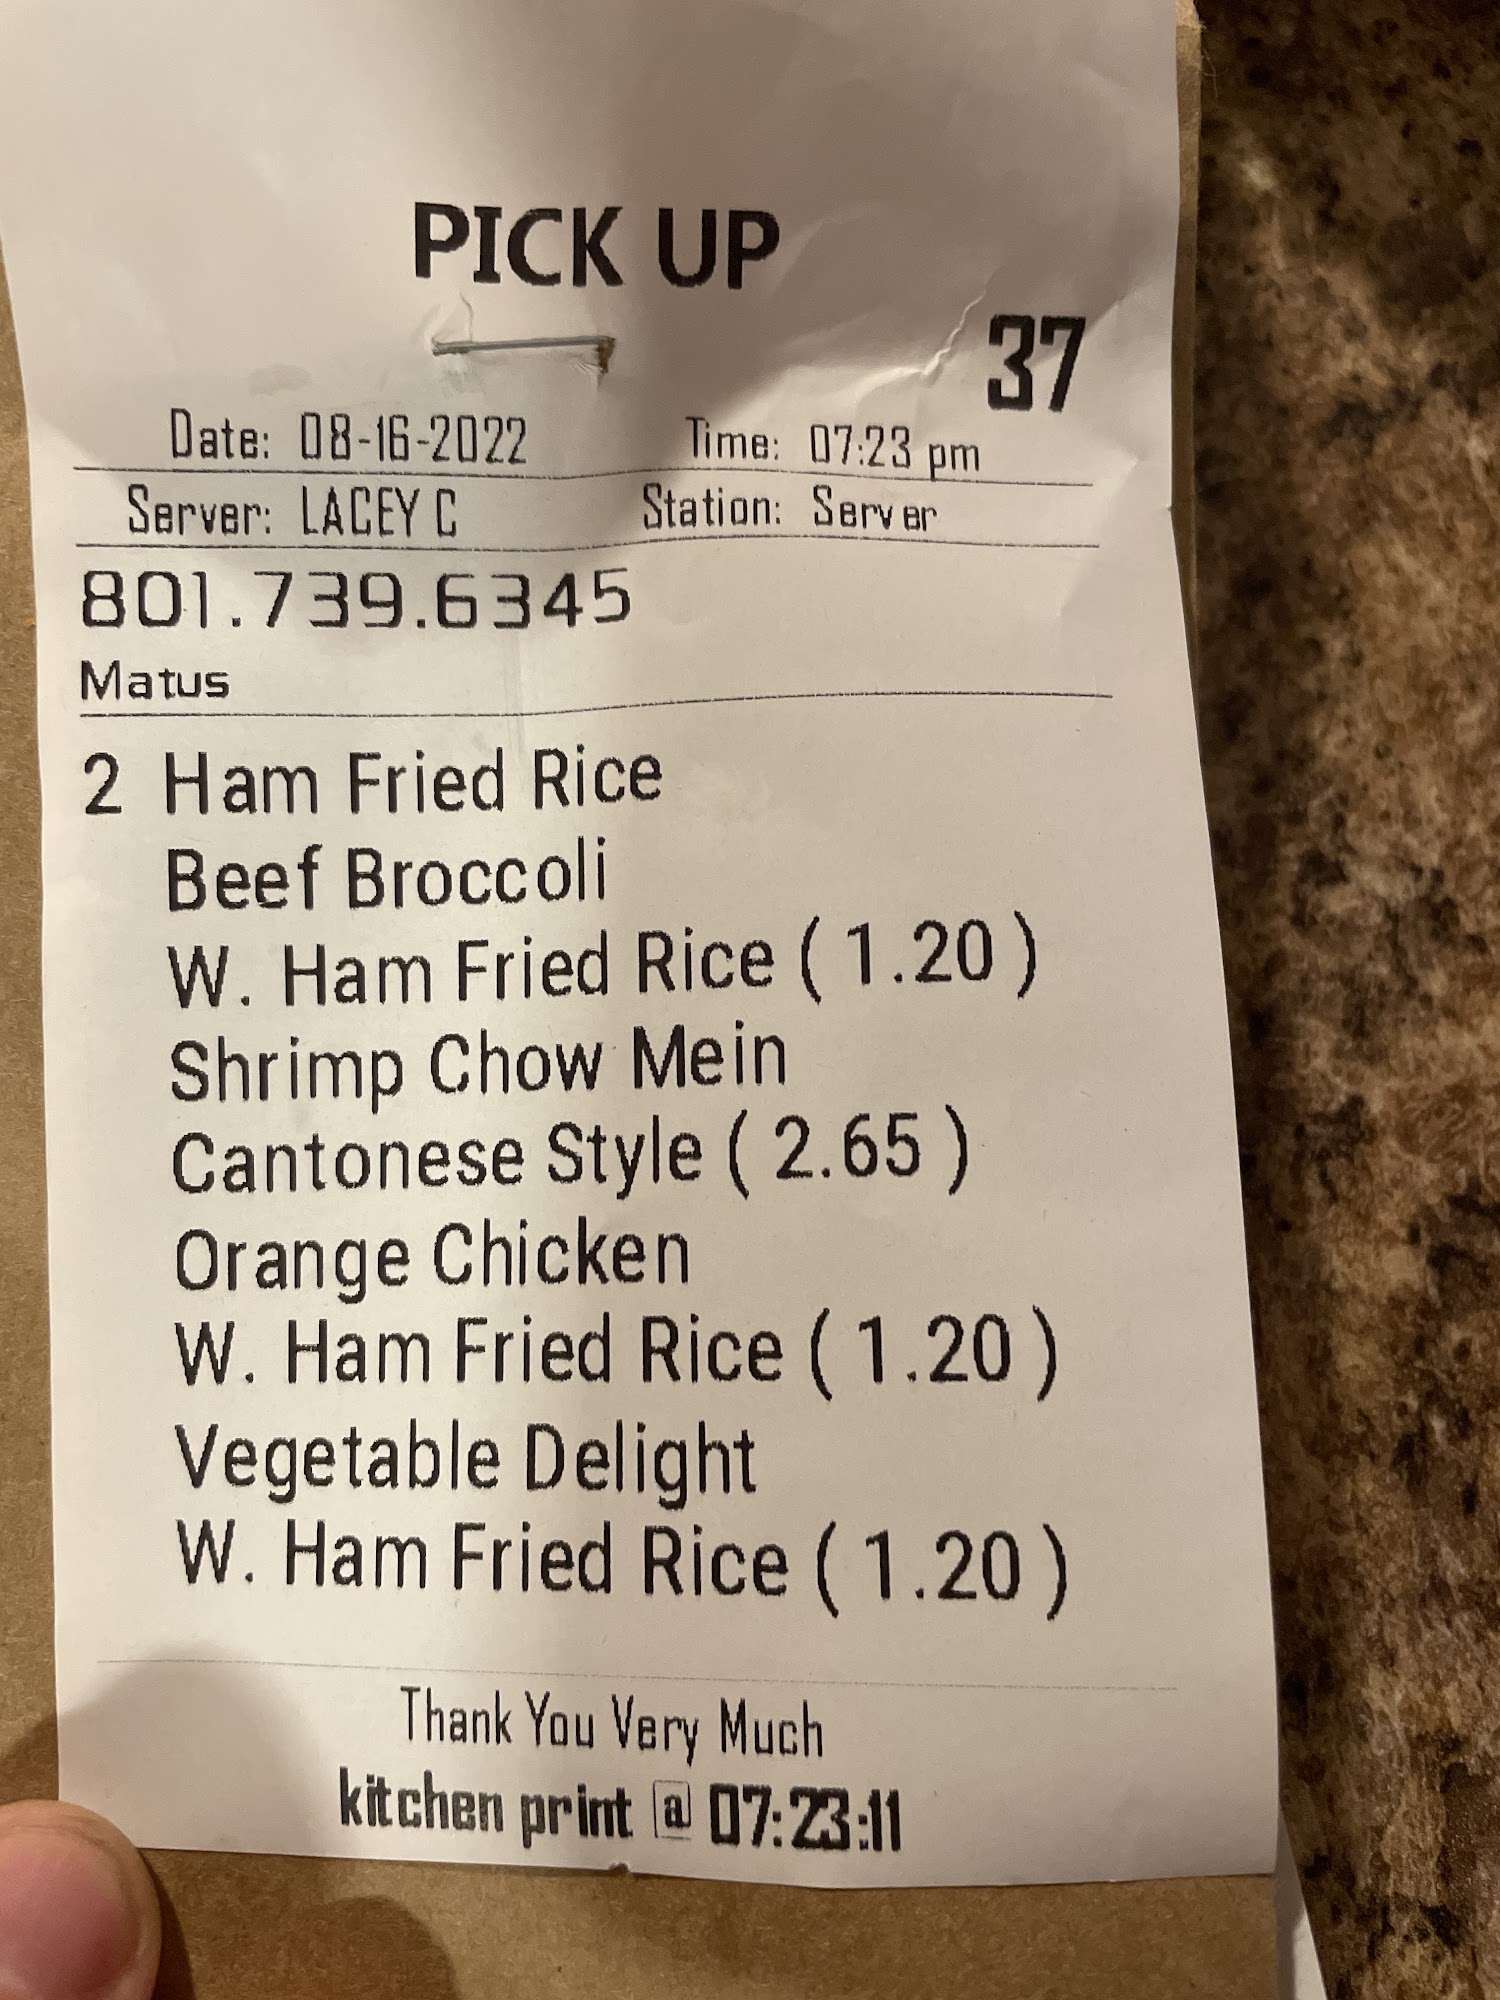 PICK UP
37
Date: 08-16-2022 Time: 07:23 pm
Server: LACEY C Station: Server
801.739.6345
Matus
2 Ham Fried Rice
Beef Broccoli
W. Ham Fried Rice ( 1.20 )
Shrimp Chow Mein
Cantonese Style ( 2.65 )
Orange Chicken
W. Ham Fried Rice ( 1.20 )
Vegetable Delight
W. Ham Fried Rice ( 1.20 )
Thank You Very Much
kitchen print @ 07:23:11